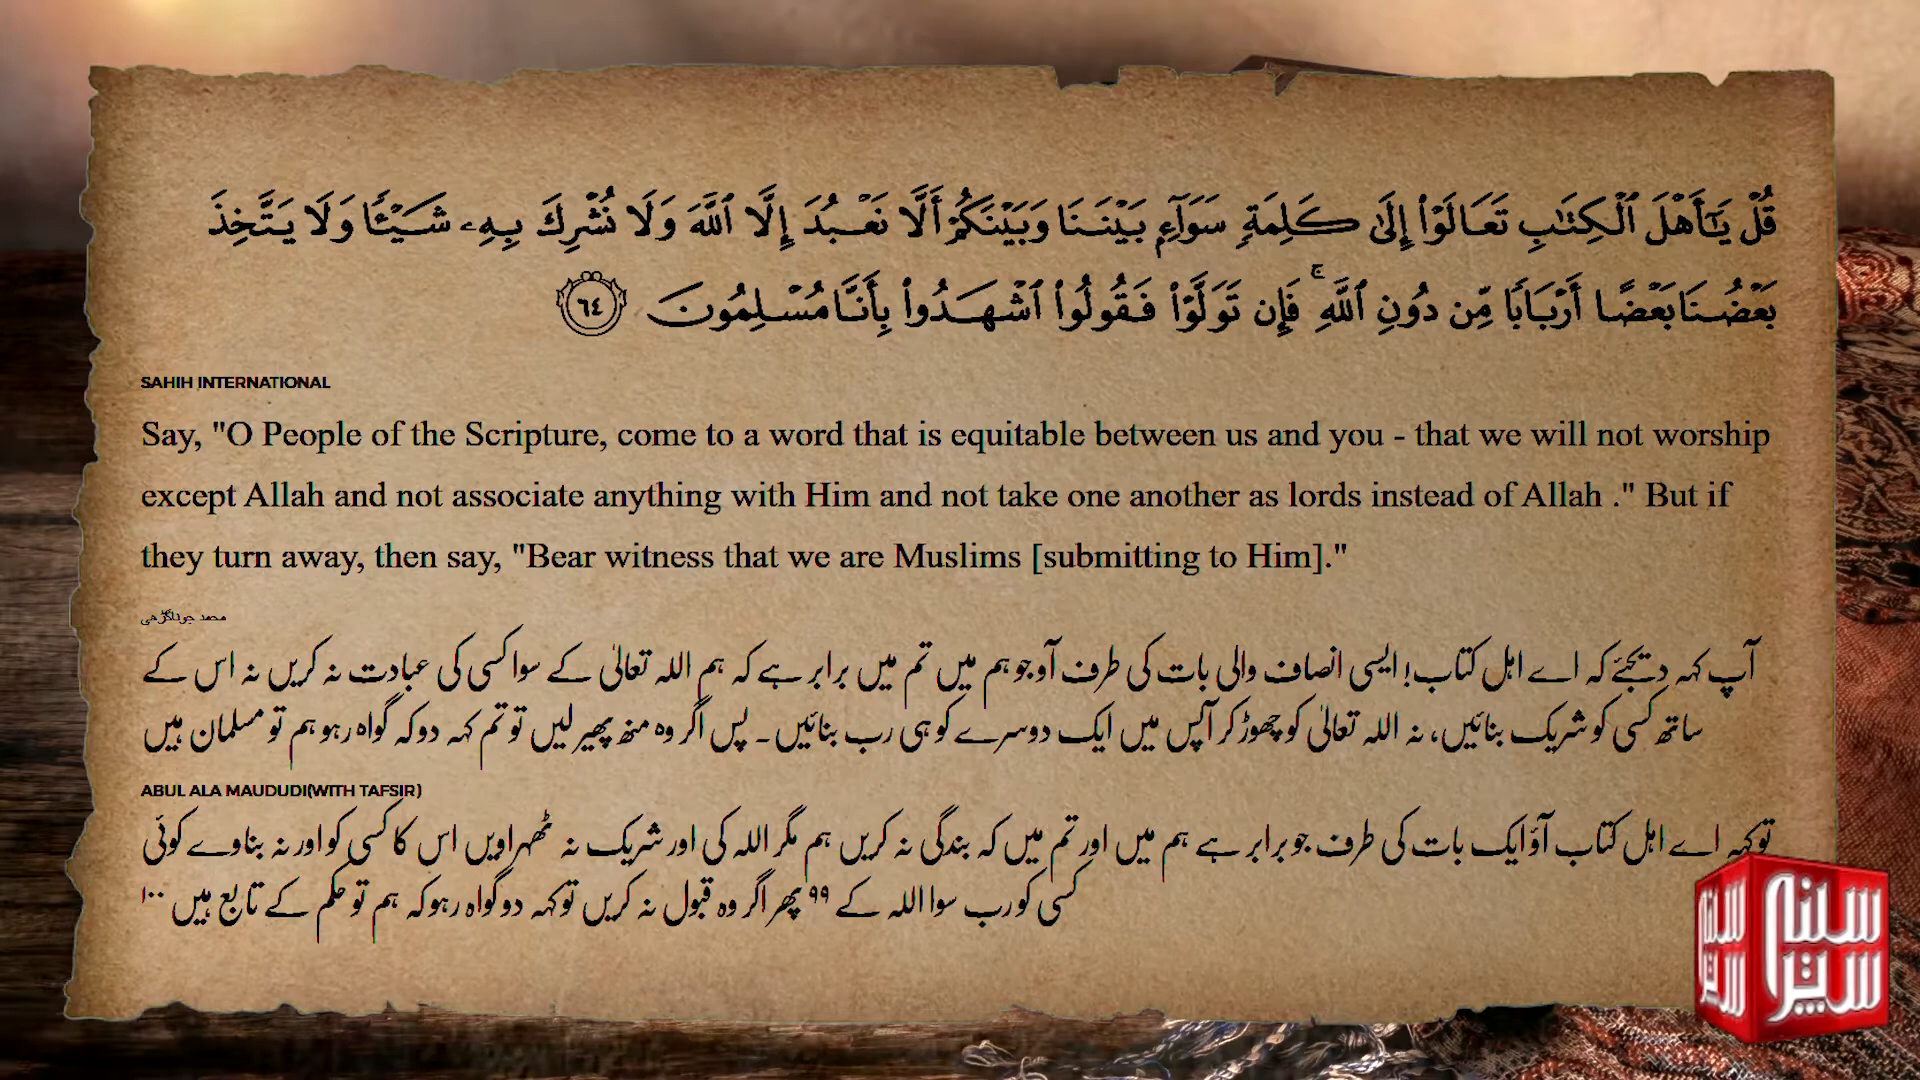 قُلْ يَـٰٓأَهْلَ ٱلْكِتَـٰبِ تَعَالَوْا۟ إِلَىٰ كَلِمَةٍۢ سَوَآءٍۭ بَيْنَنَا وَبَيْنَكُمْ أَلَّا نَعْبُدَ إِلَّا ٱللَّهَ وَلَا نُشْرِكَ بِهِۦ شَيْـًۭٔا وَلَا يَتَّخِذَ
بَعْضُنَا بَعْضًا أَرْبَابًۭا مِّن دُونِ ٱللَّهِ ۚ فَإِن تَوَلَّوْا۟ فَقُولُوا۟ ٱشْهَدُوا۟ بِأَنَّا مُسْلِمُونَ ٦٤
SAHIH INTERNATIONAL
Say, "O People of the Scripture, come to a word that is equitable between us and you - that we will not worship
except Allah and not associate anything with Him and not take one another as lords instead of Allah ." But if
they turn away, then say, "Bear witness that we are Muslims [submitting to Him]."
محمد جوناگڑھی
آپ کہہ دیجئے کہ اے اہل کتاب! ایسی انصاف والی بات کی طرف آو جو ہم میں تم میں برابر ہے کہ ہم اللہ تعالیٰ کے سوا کسی کی عبادت نہ کریں نہ اس کے
ساتھ کسی کو شریک بنائیں، نہ اللہ تعالیٰ کو چھوڑ کر آپس میں ایک دوسرے کو ہی رب بنائیں۔ پس اگر وہ منھ پھیر لیں تو تم کہہ دو کہ گواہ رہو ہم تو مسلمان ہیں
ABUL ALA MAUDUDI(WITH TAFSIR)
تو کہہ اے اہل کتاب آؤ ایک بات کی طرف جو برابر ہے ہم میں اور تم میں کہ بندگی نہ کریں ہم مگر اللہ کی اور شریک نہ ٹھہراویں اس کا کسی کو اور نہ بناوے کوئی
کسی کو رب سوا اللہ کے ۹۹ پھر اگر وہ قبول نہ کریں تو کہہ دو گواہ رہو کہ ہم تو حکم کے تابع ہیں ۱۰۰